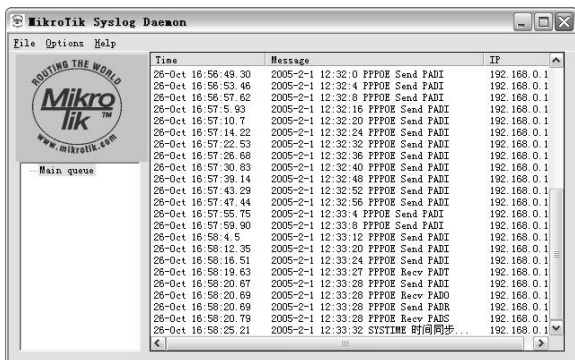 MikroTik Syslog Daemon
File Options Help
ROUTING THE WORLD
Mikro
Tik TM
www.mikrotik.com
Main queue
Time Message IP
26-Oct 16:56:49.30 2005-2-1 12:32:0 PPPOE Send PADI 192.168.0.1
26-Oct 16:56:53.46 2005-2-1 12:32:4 PPPOE Send PADI 192.168.0.1
26-Oct 16:56:57.62 2005-2-1 12:32:8 PPPOE Send PADI 192.168.0.1
26-Oct 16:57:5.93 2005-2-1 12:32:16 PPPOE Send PADI 192.168.0.1
26-Oct 16:57:10.7 2005-2-1 12:32:20 PPPOE Send PADI 192.168.0.1
26-Oct 16:57:14.22 2005-2-1 12:32:24 PPPOE Send PADI 192.168.0.1
26-Oct 16:57:22.53 2005-2-1 12:32:32 PPPOE Send PADI 192.168.0.1
26-Oct 16:57:26.68 2005-2-1 12:32:36 PPPOE Send PADI 192.168.0.1
26-Oct 16:57:30.83 2005-2-1 12:32:40 PPPOE Send PADI 192.168.0.1
26-Oct 16:57:39.14 2005-2-1 12:32:48 PPPOE Send PADI 192.168.0.1
26-Oct 16:57:43.29 2005-2-1 12:32:52 PPPOE Send PADI 192.168.0.1
26-Oct 16:57:47.44 2005-2-1 12:32:56 PPPOE Send PADI 192.168.0.1
26-Oct 16:57:55.75 2005-2-1 12:33:4 PPPOE Send PADI 192.168.0.1
26-Oct 16:57:59.90 2005-2-1 12:33:8 PPPOE Send PADI 192.168.0.1
26-Oct 16:58:4.5 2005-2-1 12:33:12 PPPOE Send PADI 192.168.0.1
26-Oct 16:58:12.35 2005-2-1 12:33:20 PPPOE Send PADI 192.168.0.1
26-Oct 16:58:16.51 2005-2-1 12:33:24 PPPOE Send PADI 192.168.0.1
26-Oct 16:58:19.63 2005-2-1 12:33:27 PPPOE Recv PADT 192.168.0.1
26-Oct 16:58:20.67 2005-2-1 12:33:28 PPPOE Send PADI 192.168.0.1
26-Oct 16:58:20.69 2005-2-1 12:33:28 PPPOE Recv PADO 192.168.0.1
26-Oct 16:58:20.69 2005-2-1 12:33:28 PPPOE Send PADR 192.168.0.1
26-Oct 16:58:20.79 2005-2-1 12:33:28 PPPOE Recv PADS 192.168.0.1
26-Oct 16:58:25.21 2005-2-1 12:33:32 SYSTIME 时间同步... 192.168.0.1